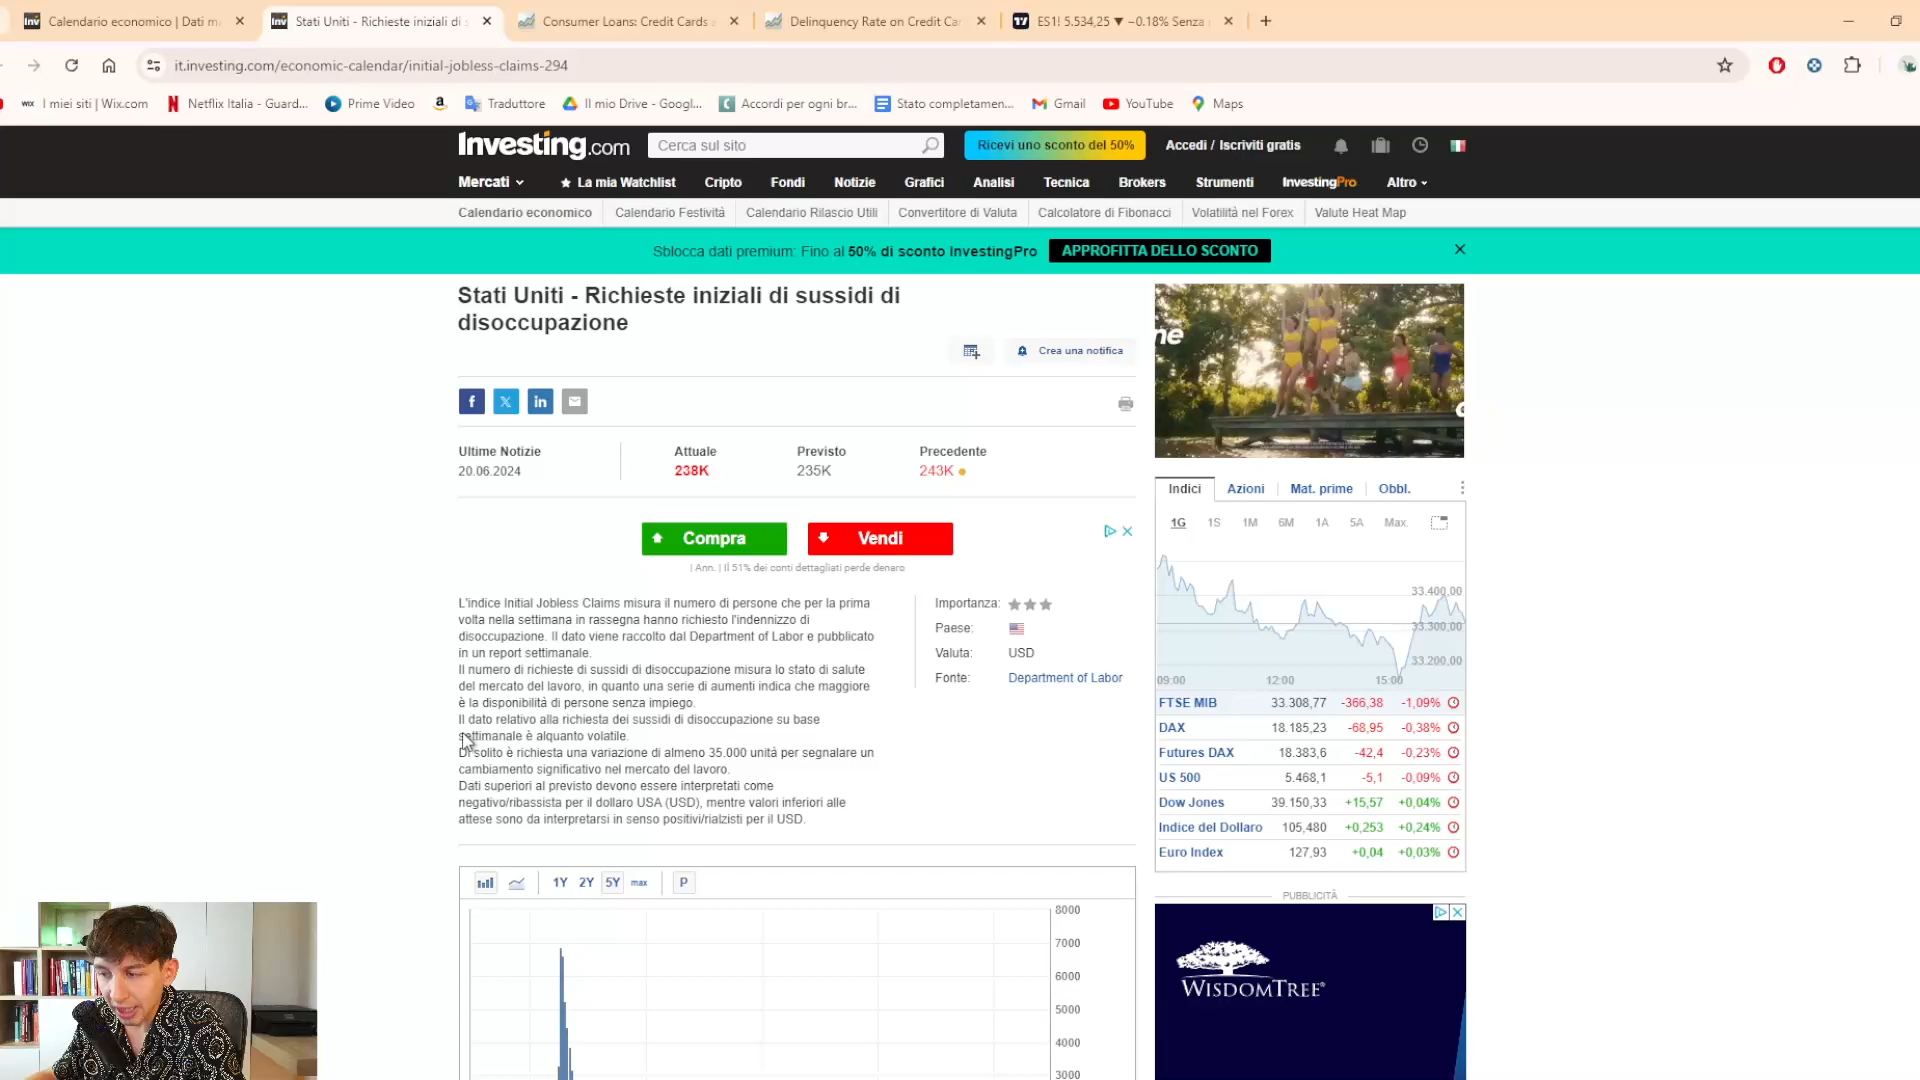 Calendario economico | Dati m
Stati Uniti - Richieste iniziali di s
Consumer Loans: Credit Cards
Delinquency Rate on Credit Ca
ES1! 5.534,25 ▼ −0.18% Senza
it.investing.com/economic-calendar/initial-jobless-claims-294
I miei siti | Wix.com
Netflix Italia - Guard...
Prime Video
Traduttore
Il mio Drive - Googl...
Accordi per ogni br...
Stato completamen...
Gmail
YouTube
Maps
Investing.com
Cerca sul sito
Ricevi uno sconto del 50%
Accedi / Iscriviti gratis
Mercati
La mia Watchlist
Cripto
Fondi
Notizie
Grafici
Analisi
Tecnica
Brokers
Strumenti
InvestingPro
Altro
Calendario economico
Calendario Festività
Calendario Rilascio Utili
Convertitore di Valuta
Calcolatore di Fibonacci
Volatilità nel Forex
Valute Heat Map
Sblocca dati premium: Fino al 50% di sconto InvestingPro
APPROFITTA DELLO SCONTO
Stati Uniti - Richieste iniziali di sussidi di
disoccupazione
Crea una notifica
Ultime Notizie
Attuale
Previsto
Precedente
20.06.2024
238K
235K
243K
Compra
Vendi
| Ann. | Il 51% dei conti dettagliati perde denaro
L'indice Initial Jobless Claims misura il numero di persone che per la prima
volta nella settimana in rassegna hanno richiesto l'indennizzo di
disoccupazione. Il dato viene raccolto dal Department of Labor e pubblicato
in un report settimanale.
Il numero di richieste di sussidi di disoccupazione misura lo stato di salute
del mercato del lavoro, in quanto una serie di aumenti indica che maggiore
è la disponibilità di persone senza impiego.
Il dato relativo alla richiesta dei sussidi di disoccupazione su base
settimanale è alquanto volatile.
Di solito è richiesta una variazione di almeno 35.000 unità per segnalare un
cambiamento significativo nel mercato del lavoro.
Dati superiori al previsto devono essere interpretati come
negativo/ribassista per il dollaro USA (USD), mentre valori inferiori alle
attese sono da interpretarsi in senso positivi/rialzisti per il USD.
Importanza:
Paese:
Valuta: USD
Fonte: Department of Labor
1Y 2Y 5Y max P
8000
7000
6000
5000
4000
3000
Indici
Azioni
Mat. prime
Obbl.
1G 1S 1M 6M 1A 5A Max.
33.400,00
33.300,00
33.200,00
09:00 12:00 15:00
FTSE MIB 33.308,77 -366,38 -1,09%
DAX 18.185,23 -68,95 -0,38%
Futures DAX 18.383,6 -42,4 -0,23%
US 500 5.468,1 -5,1 -0,09%
Dow Jones 39.150,33 +15,57 +0,04%
Indice del Dollaro 105,480 +0,253 +0,24%
Euro Index 127,93 +0,04 +0,03%
PUBBLICITÀ
WISDOMTREE®